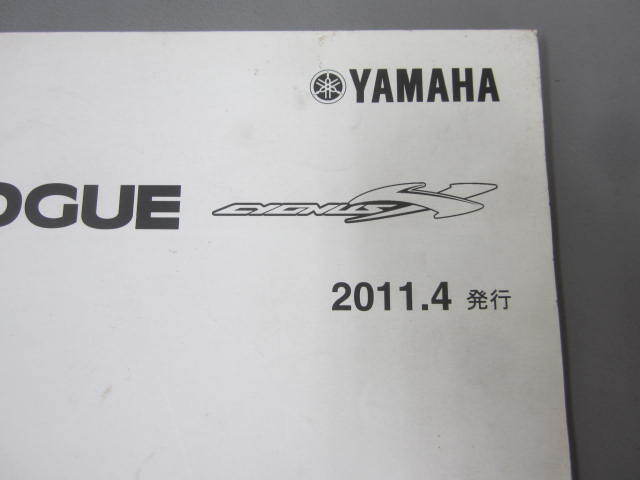 YAMAHA
OGUE CYGNUS X
2011.4 発行